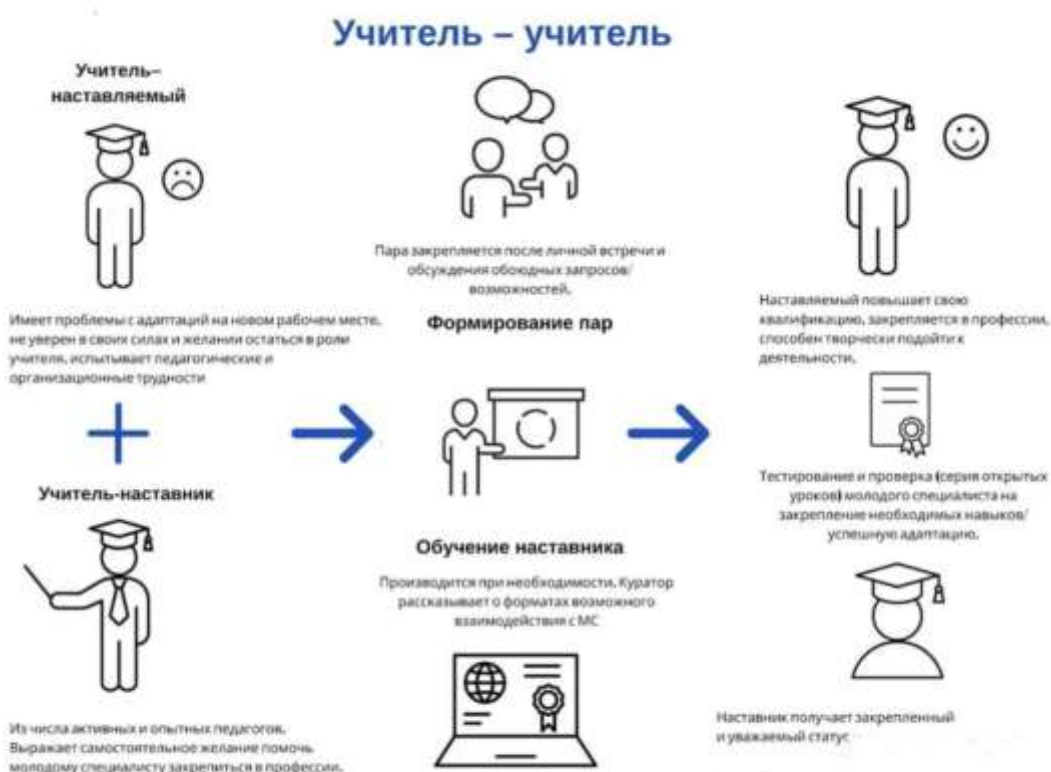 Учитель – учитель
Учитель–
наставляемый
Имеет проблемы с адаптаций на новом рабочем месте,
не уверен в своих силах и желании остаться в роли
учителя, испытывает педагогические и
организационные трудности
Учитель-наставник
Из числа активных и опытных педагогов.
Выражает самостоятельное желание помочь
молодому специалисту закрепиться в профессии.
Пара закрепляется после личной встречи и
обсуждения обоюдных запросов/
возможностей.
Формирование пар
Обучение наставника
Производится при необходимости. Куратор
рассказывает о форматах возможного
взаимодействия с МС
Наставляемый повышает свою
квалификацию, закрепляется в профессии,
способен творчески подойти к
деятельности.
Тестирование и проверка (серия открытых
уроков) молодого специалиста на
закрепление необходимых навыков/
успешную адаптацию.
Наставник получает закрепленный
и уважаемый статус